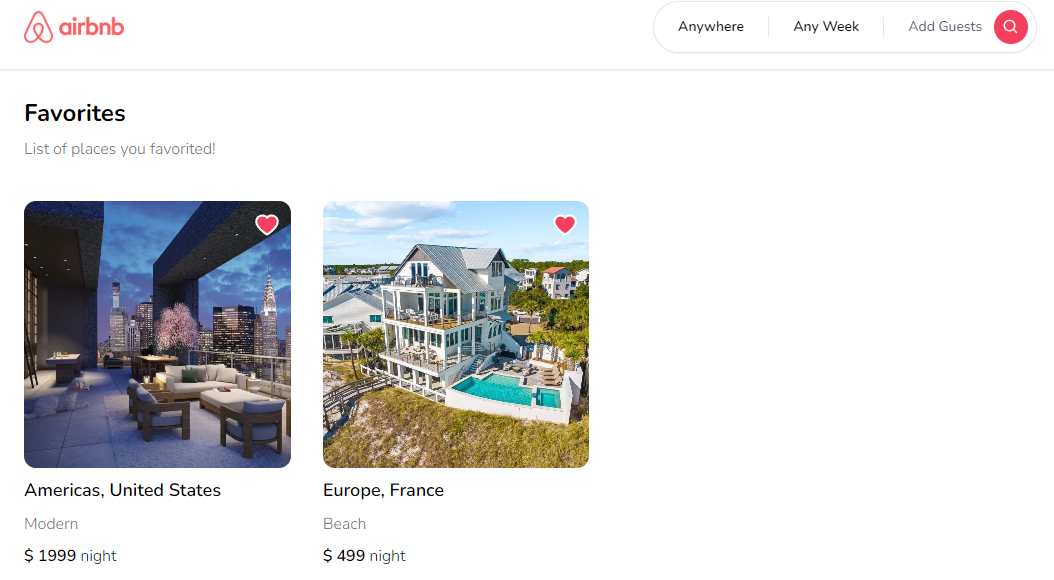 airbnb
Anywhere
Any Week
Add Guests
Favorites
List of places you favorited!
Americas, United States
Modern
$ 1999 night
Europe, France
Beach
$ 499 night